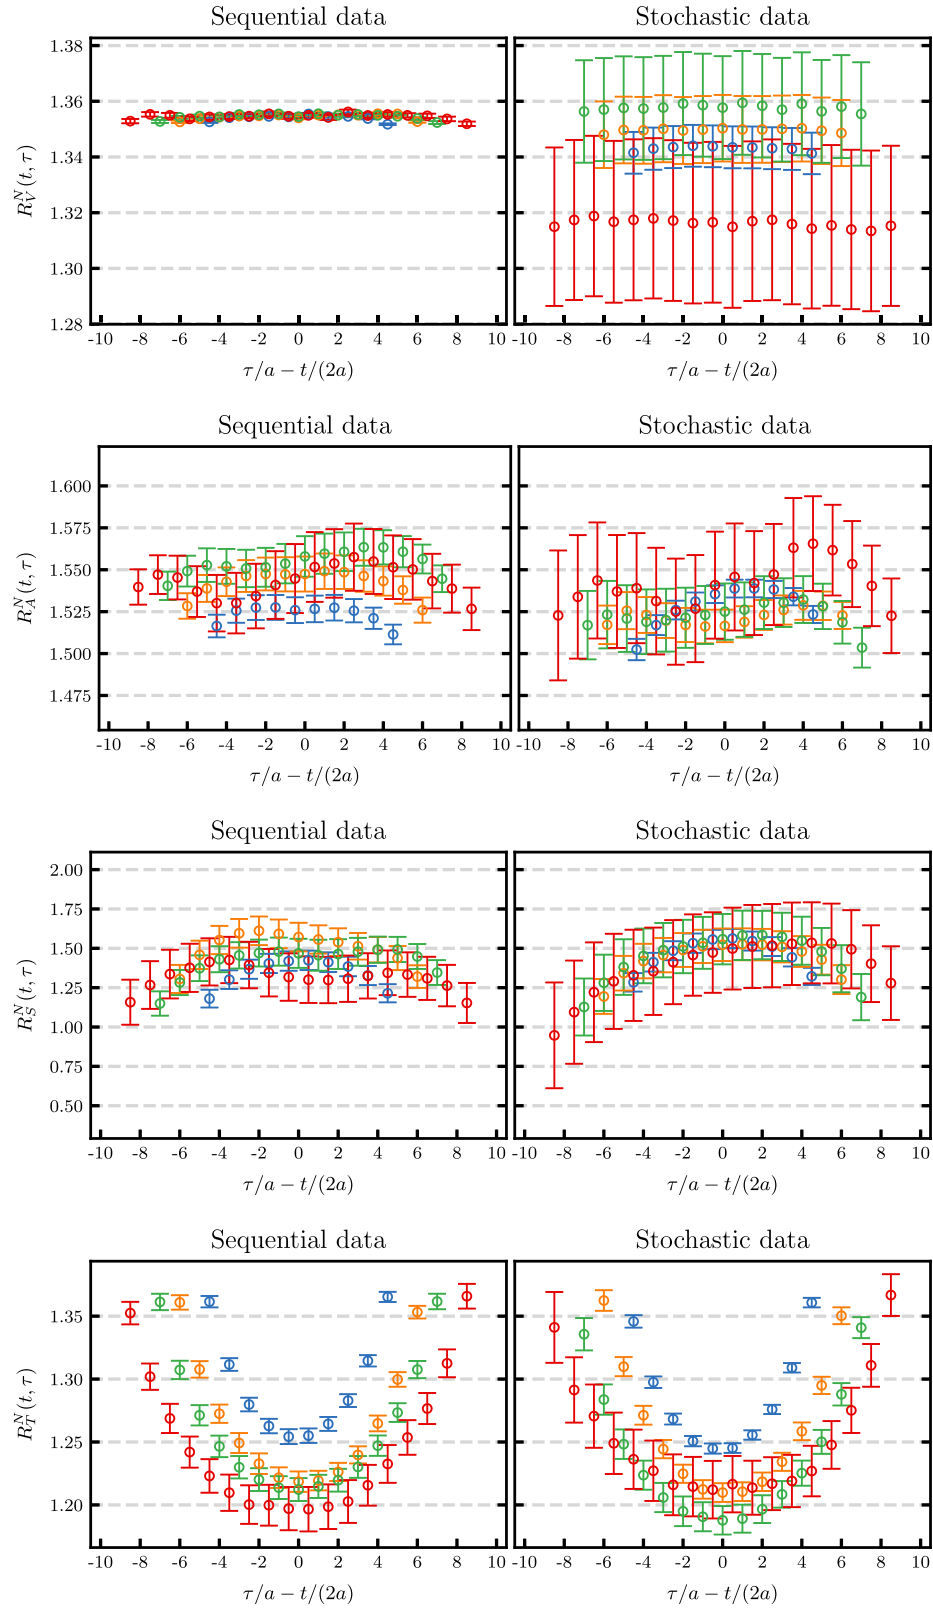 Sequential data Stochastic data
1.38
1.36
1.34
1.32
1.30
1.28
R_V^N(t, τ)
-10 -8 -6 -4 -2 0 2 4 6 8 10 -10 -8 -6 -4 -2 0 2 4 6 8 10
τ/a − t/(2a) τ/a − t/(2a)
Sequential data Stochastic data
1.600
1.575
1.550
1.525
1.500
1.475
R_A^N(t, τ)
-10 -8 -6 -4 -2 0 2 4 6 8 10 -10 -8 -6 -4 -2 0 2 4 6 8 10
τ/a − t/(2a) τ/a − t/(2a)
Sequential data Stochastic data
2.00
1.75
1.50
1.25
1.00
0.75
0.50
R_S^N(t, τ)
-10 -8 -6 -4 -2 0 2 4 6 8 10 -10 -8 -6 -4 -2 0 2 4 6 8 10
τ/a − t/(2a) τ/a − t/(2a)
Sequential data Stochastic data
1.35
1.30
1.25
1.20
R_T^N(t, τ)
-10 -8 -6 -4 -2 0 2 4 6 8 10 -10 -8 -6 -4 -2 0 2 4 6 8 10
τ/a − t/(2a) τ/a − t/(2a)